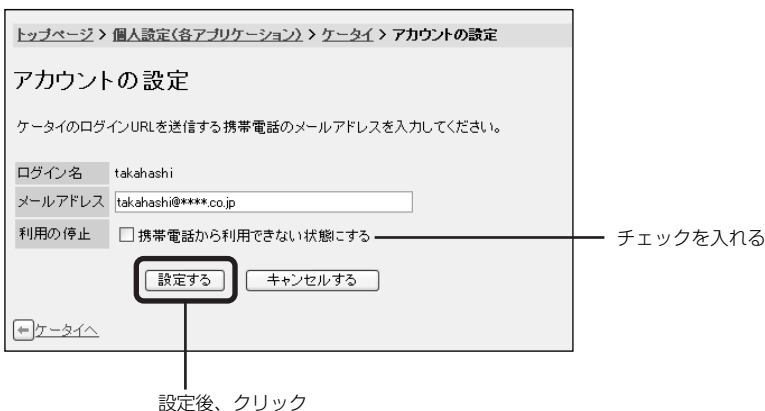 トップページ > 個人設定(各アプリケーション) > ケータイ > アカウントの設定
アカウントの設定
ケータイのログインURLを送信する携帯電話のメールアドレスを入力してください。
ログイン名 takahashi
メールアドレス takahashi@****.co.jp
利用の停止 携帯電話から利用できない状態にする
チェックを入れる
設定する キャンセルする
ケータイへ
設定後、クリック